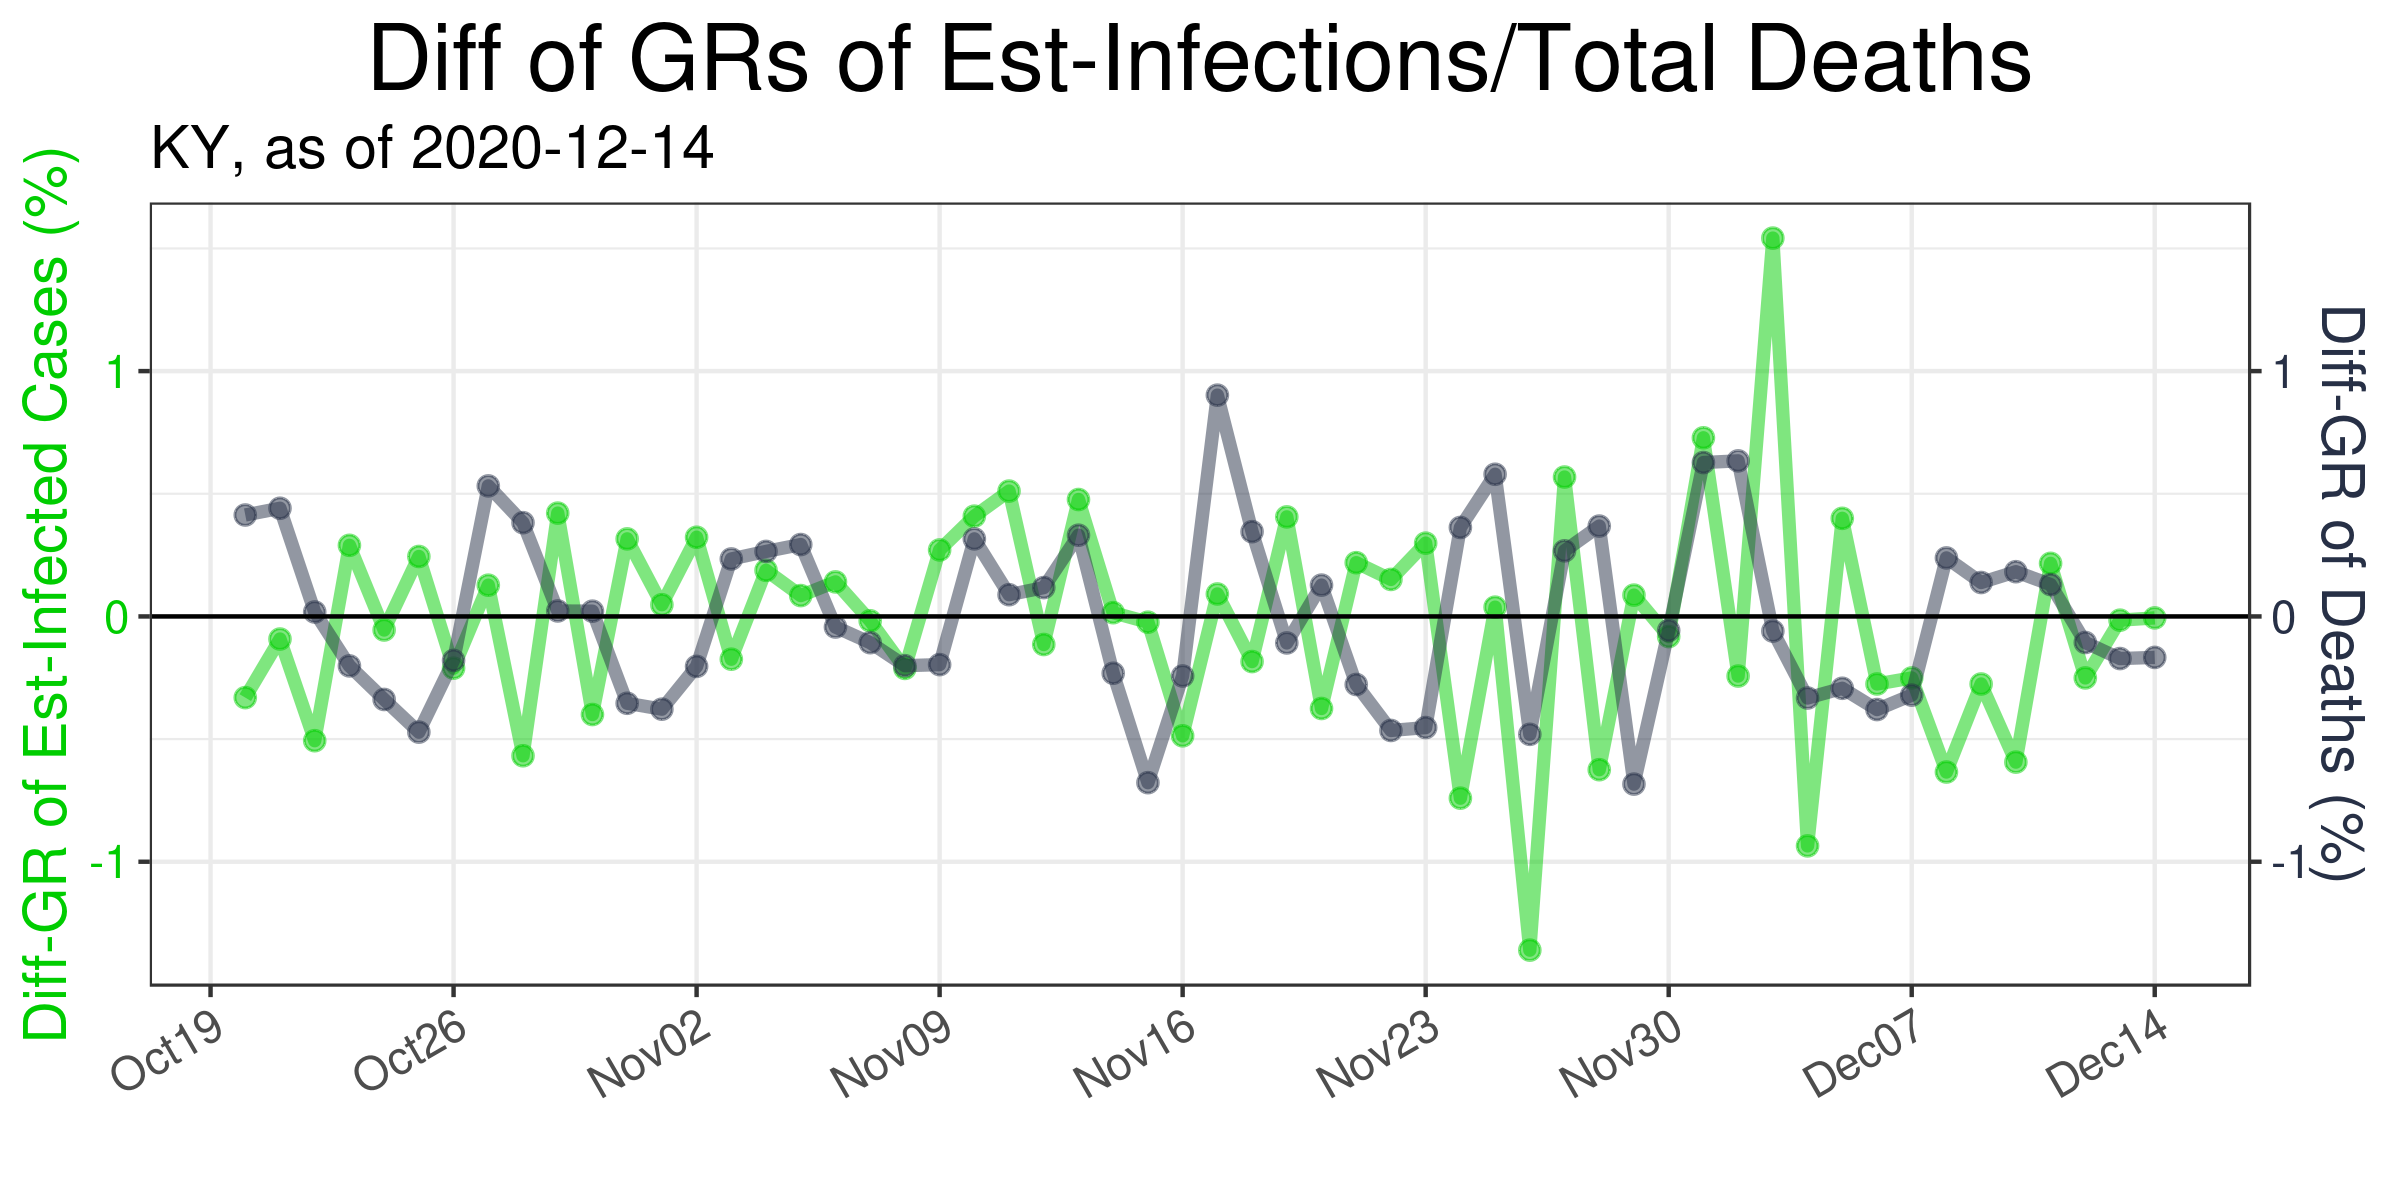 Diff of GRs of Est-Infections/Total Deaths
KY, as of 2020-12-14
Diff-GR of Est-Infected Cases (%)
1
0
-1
1
0
-1
Diff-GR of Deaths (%)
Oct19
Oct26
Nov02
Nov09
Nov16
Nov23
Nov30
Dec07
Dec14